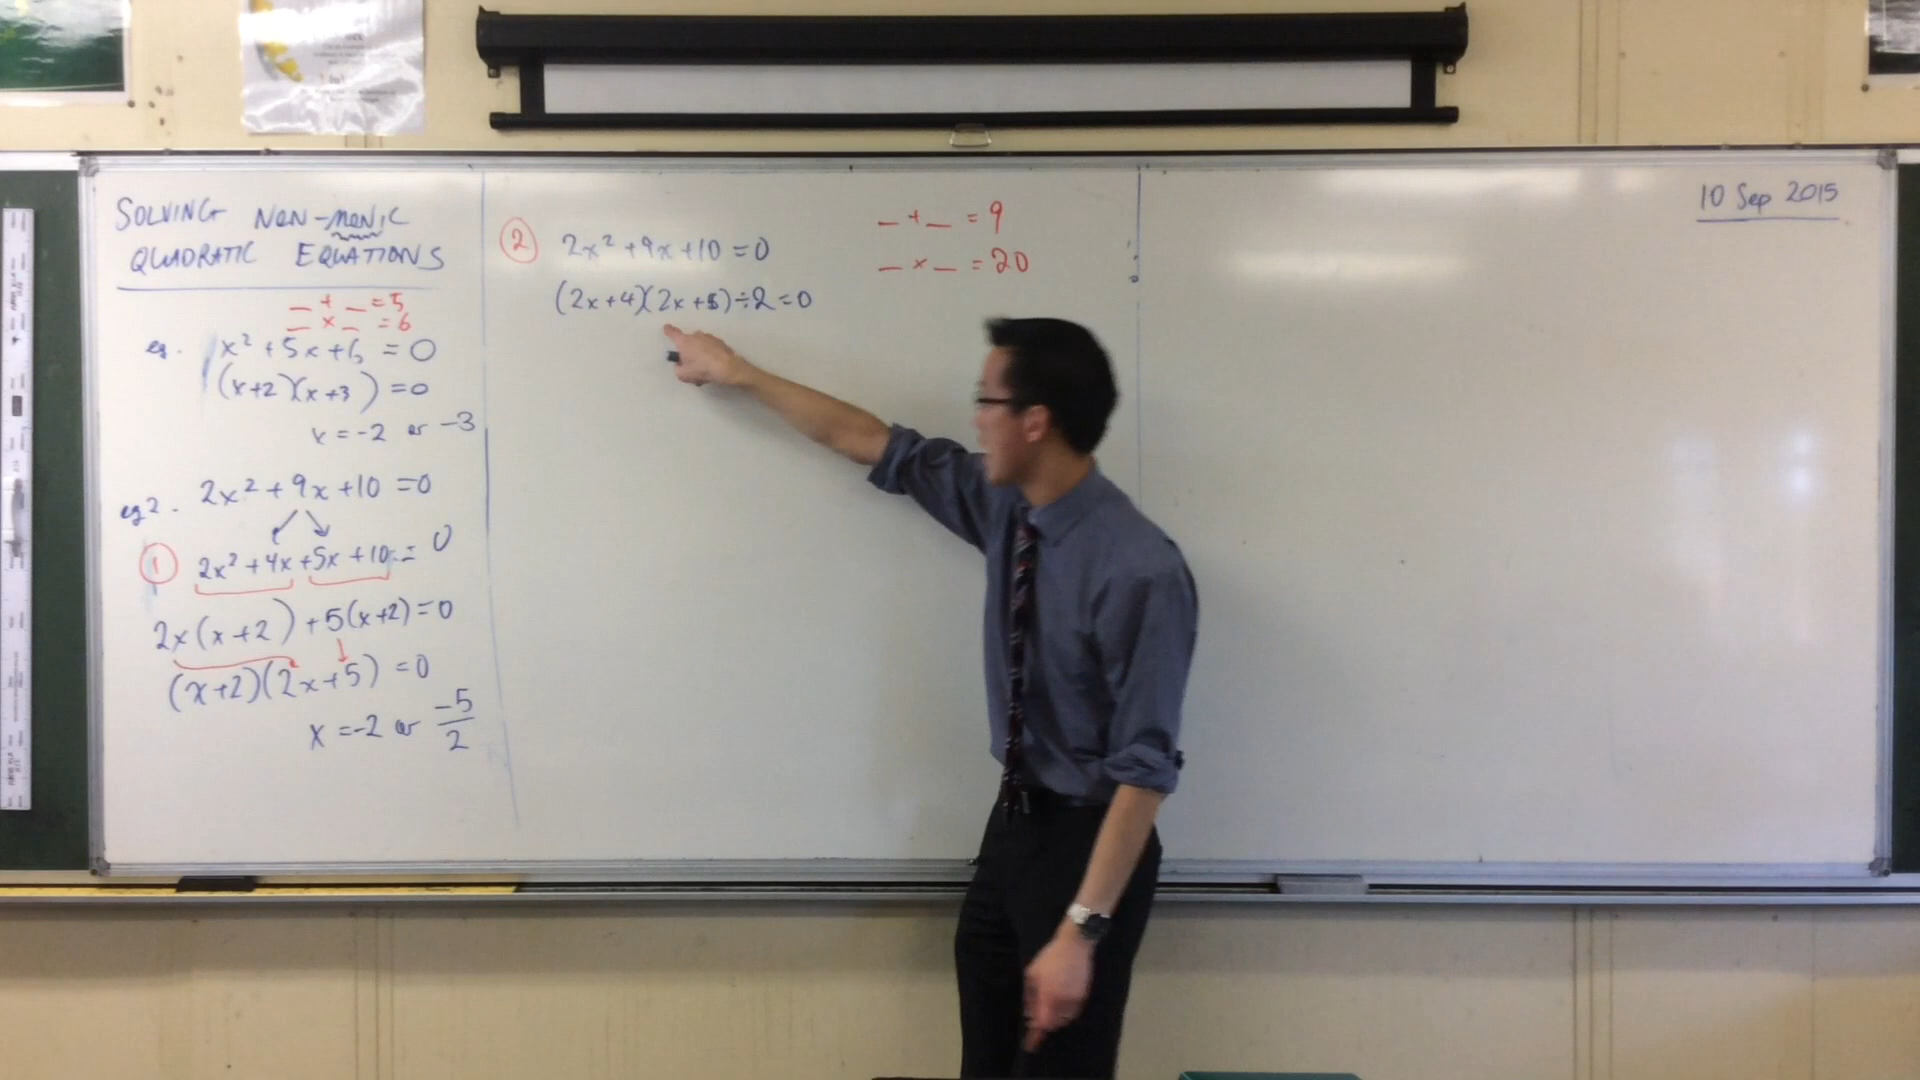 SOLVING NON-MONIC
QUADRATIC EQUATIONS
_ + _ = 5
_ × _ = 6
eg. x² + 5x + 6 = 0
(x+2)(x+3) = 0
x = -2 or -3
eg 2. 2x² + 9x + 10 = 0
① 2x² + 4x + 5x + 10 = 0
2x(x+2) + 5(x+2) = 0
(x+2)(2x+5) = 0
x = -2 or -5/2
② 2x² + 9x + 10 = 0
(2x+4)(2x+5)÷2 = 0
_ + _ = 9
_ × _ = 20
10 Sep 2015